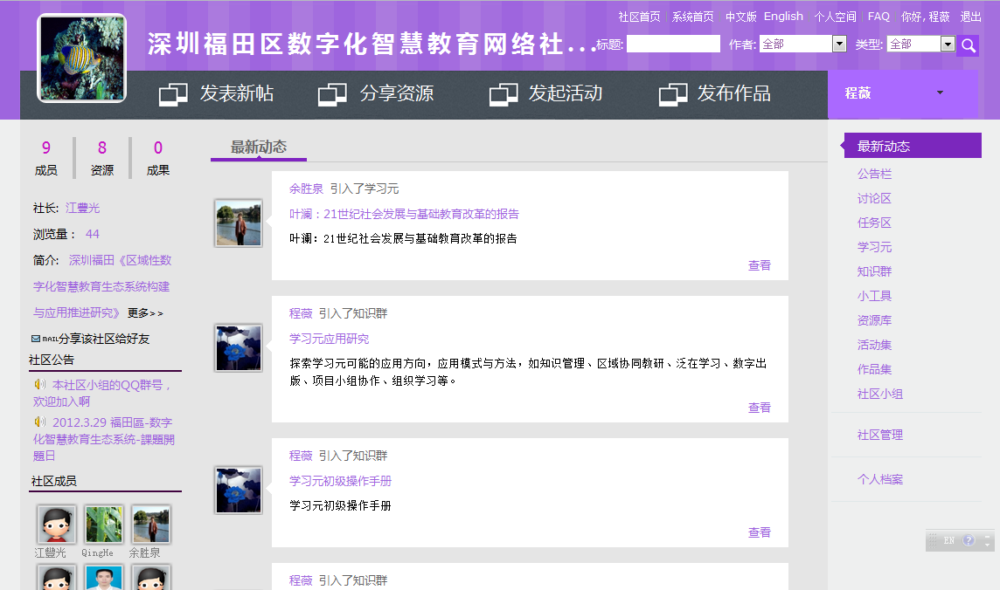 社区首页 系统首页 中文版 English 个人空间 FAQ 你好, 程薇 退出
深圳福田区数字化智慧教育网络社...
标题: 作者: 全部 类型: 全部
发表新帖 分享资源 发起活动 发布作品
程薇
9 8 0
成员 资源 成果
社长: 江豐光
浏览量： 44
简介: 深圳福田《区域性数
字化智慧教育生态系统构建
与应用推进研究》 更多>>
MAIL分享该社区给好友
社区公告
本社区小组的QQ群号，
欢迎加入啊
2012.3.29 福田區-数字
化智慧教育生态系统-課題開
題日
社区成员
江豐光 QingHe 余胜泉
最新动态
余胜泉 引入了学习元
叶澜：21世纪社会发展与基础教育改革的报告
叶澜：21世纪社会发展与基础教育改革的报告
查看
程薇 引入了知识群
学习元应用研究
探索学习元可能的应用方向，应用模式与方法，如知识管理、区域协同教研、泛在学习、数字出
版、项目小组协作、组织学习等。
查看
程薇 引入了知识群
学习元初级操作手册
学习元初级操作手册
查看
程薇 引入了知识群
最新动态
公告栏
讨论区
任务区
学习元
知识群
小工具
资源库
活动集
作品集
社区小组
社区管理
个人档案
EN ?